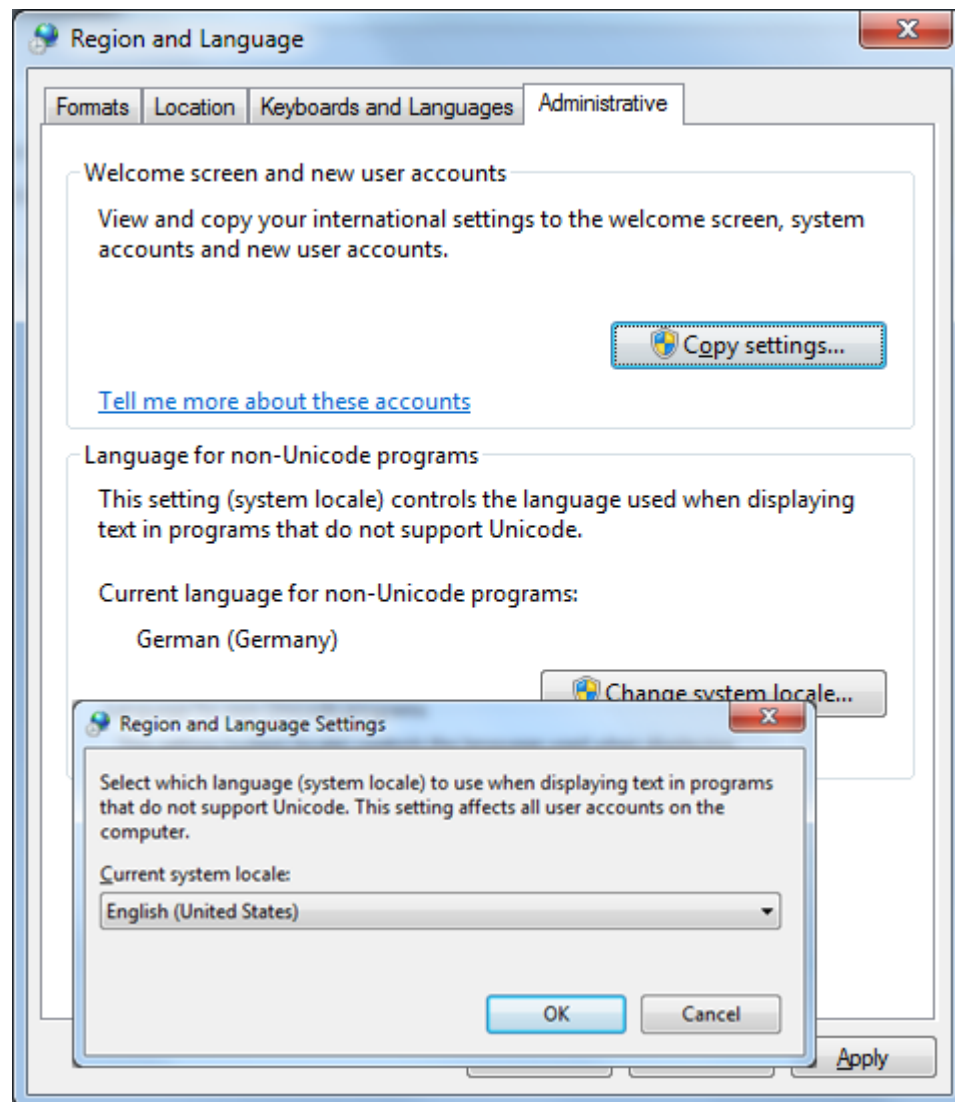 Region and Language
Formats
Location
Keyboards and Languages
Administrative
Welcome screen and new user accounts
View and copy your international settings to the welcome screen, system
accounts and new user accounts.
Copy settings...
Tell me more about these accounts
Language for non-Unicode programs
This setting (system locale) controls the language used when displaying
text in programs that do not support Unicode.
Current language for non-Unicode programs:
German (Germany)
Change system locale...
Region and Language Settings
Select which language (system locale) to use when displaying text in programs
that do not support Unicode. This setting affects all user accounts on the
computer.
Current system locale:
English (United States)
OK
Cancel
Apply